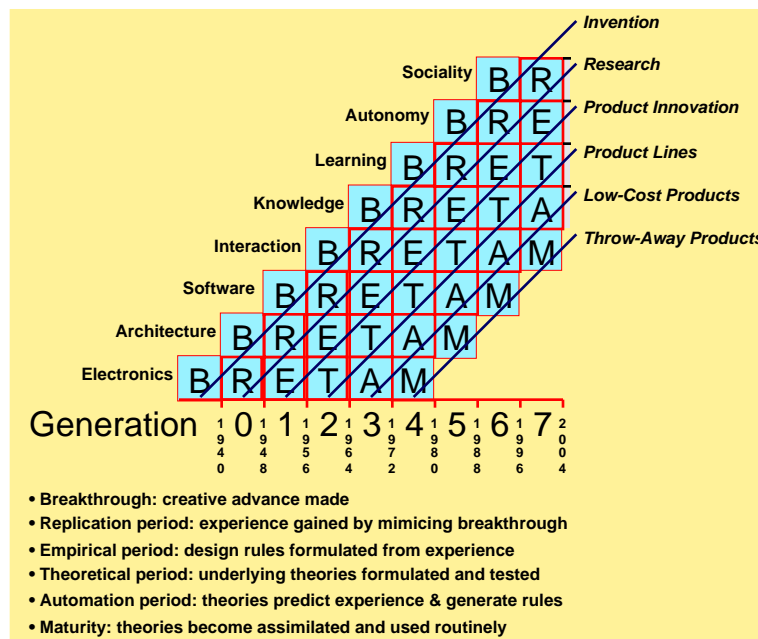 Invention
Sociality B R Research
Autonomy B R E Product Innovation
Learning B R E T Product Lines
Knowledge B R E T A Low-Cost Products
Interaction B R E T A M Throw-Away Products
Software B R E T A M
Architecture B R E T A M
Electronics B R E T A M
Generation 0 1 2 3 4 5 6 7
1940 1948 1956 1964 1972 1980 1988 1996 2004
• Breakthrough: creative advance made
• Replication period: experience gained by mimicing breakthrough
• Empirical period: design rules formulated from experience
• Theoretical period: underlying theories formulated and tested
• Automation period: theories predict experience & generate rules
• Maturity: theories become assimilated and used routinely